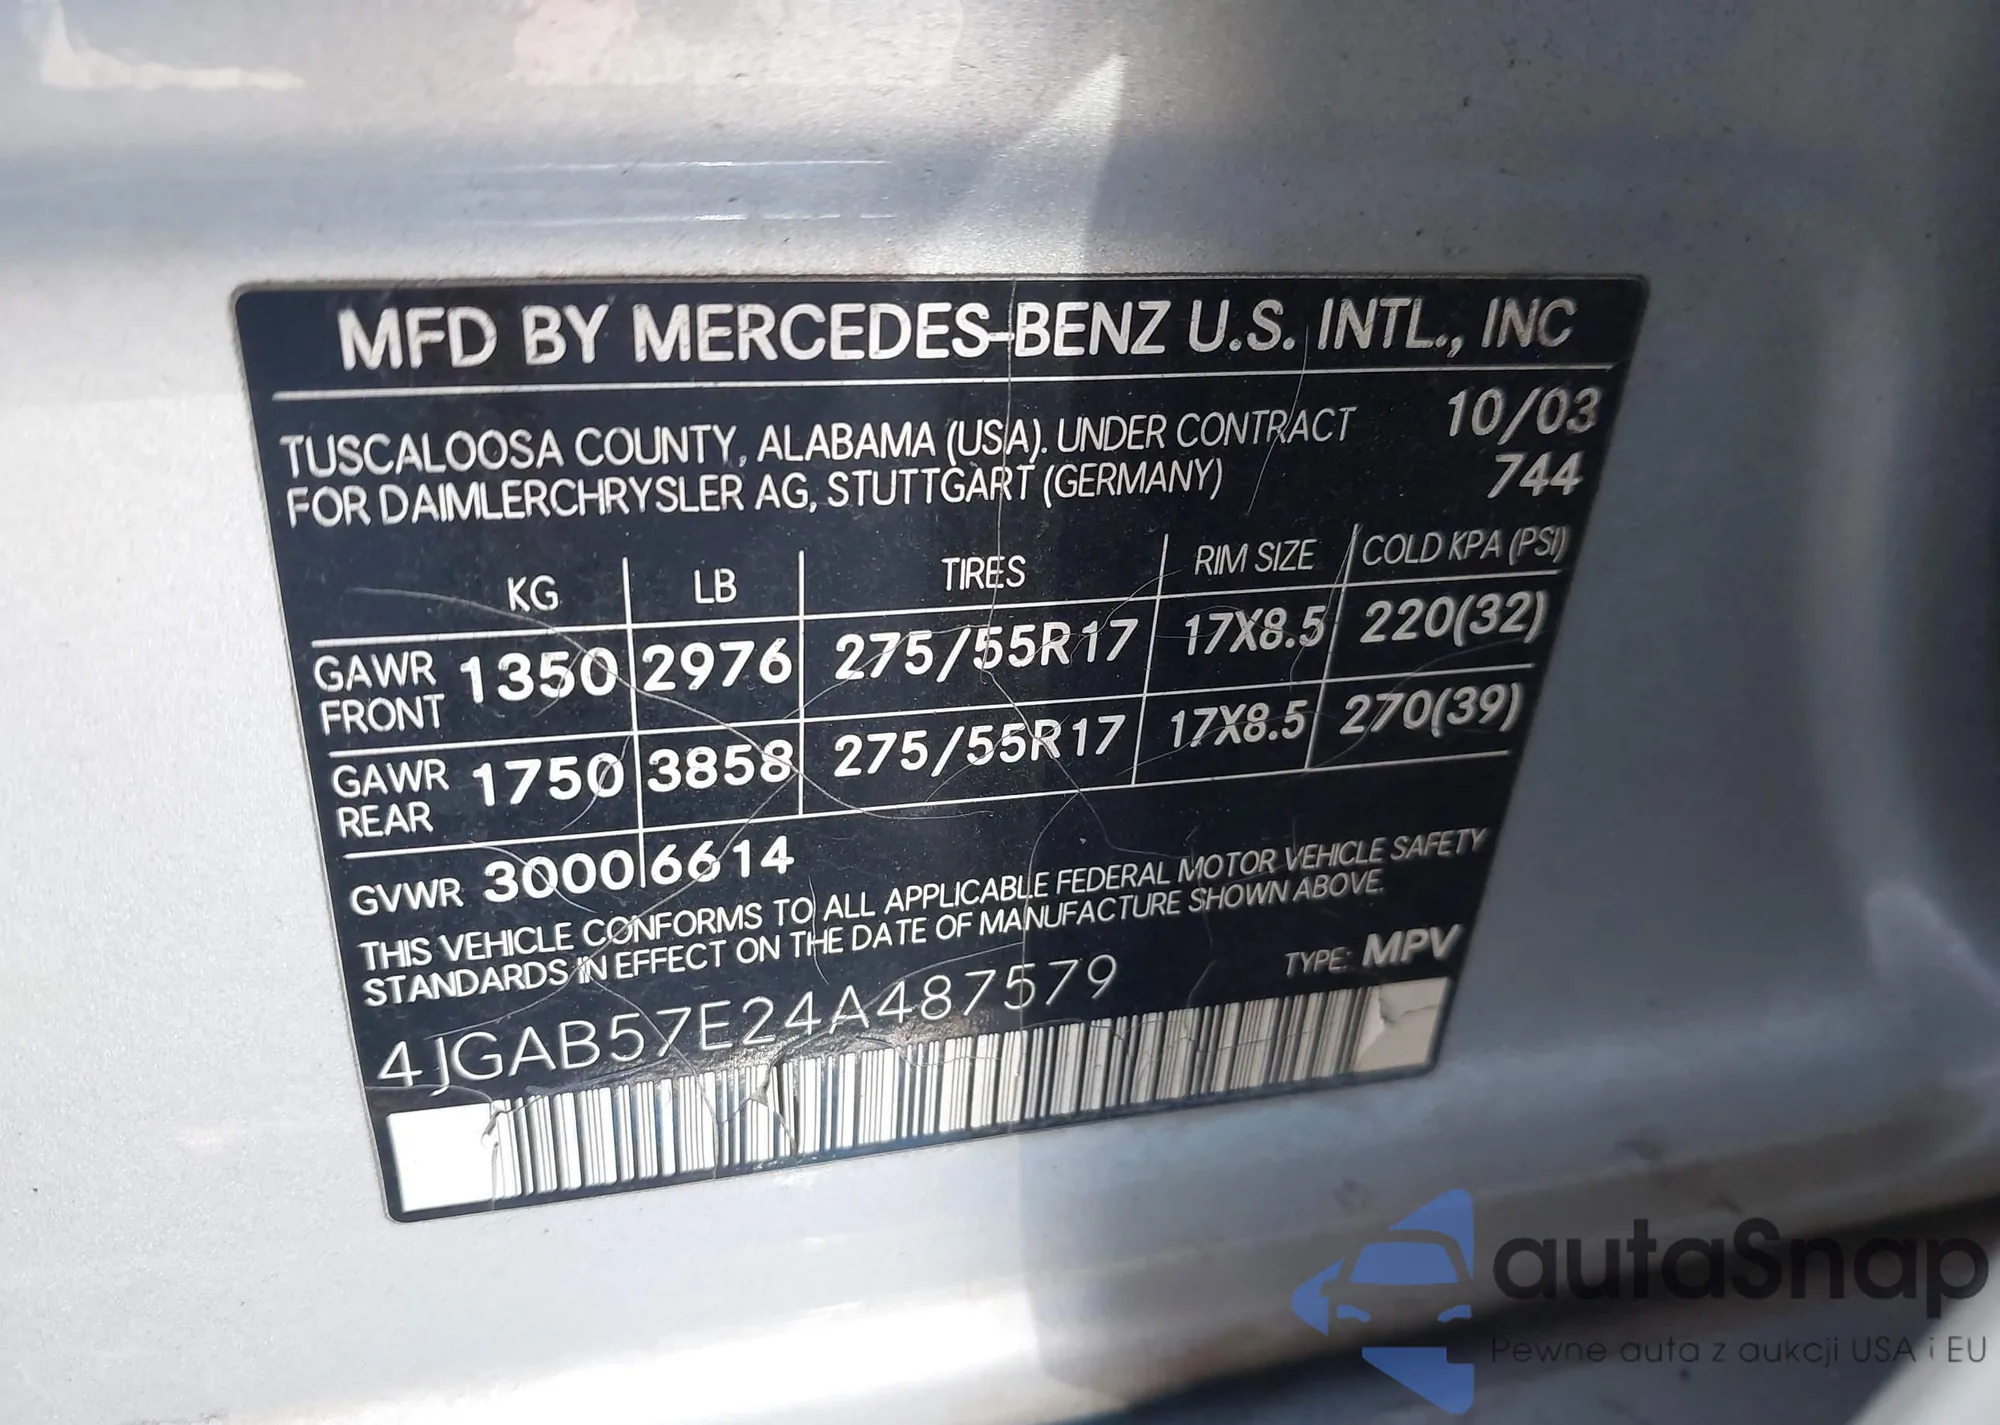 MFD BY MERCEDES-BENZ U.S. INTL., INC
TUSCALOOSA COUNTY, ALABAMA (USA). UNDER CONTRACT 10/03
FOR DAIMLERCHRYSLER AG, STUTTGART (GERMANY) 744
KG LB TIRES RIM SIZE COLD KPA (PSI)
GAWR FRONT 1350 2976 275/55R17 17X8.5 220(32)
GAWR REAR 1750 3858 275/55R17 17X8.5 270(39)
GVWR 3000 6614
THIS VEHICLE CONFORMS TO ALL APPLICABLE FEDERAL MOTOR VEHICLE SAFETY
STANDARDS IN EFFECT ON THE DATE OF MANUFACTURE SHOWN ABOVE.
4JGAB57E24A487579 TYPE: MPV
autaSnap
Pewne auta z aukcji USA i EU